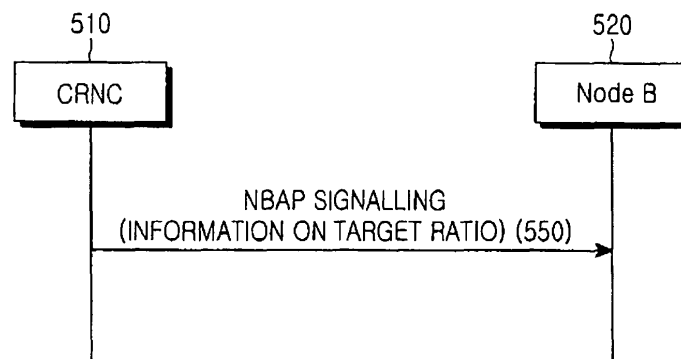 510
520
CRNC
Node B
NBAP SIGNALLING
(INFORMATION ON TARGET RATIO) (550)